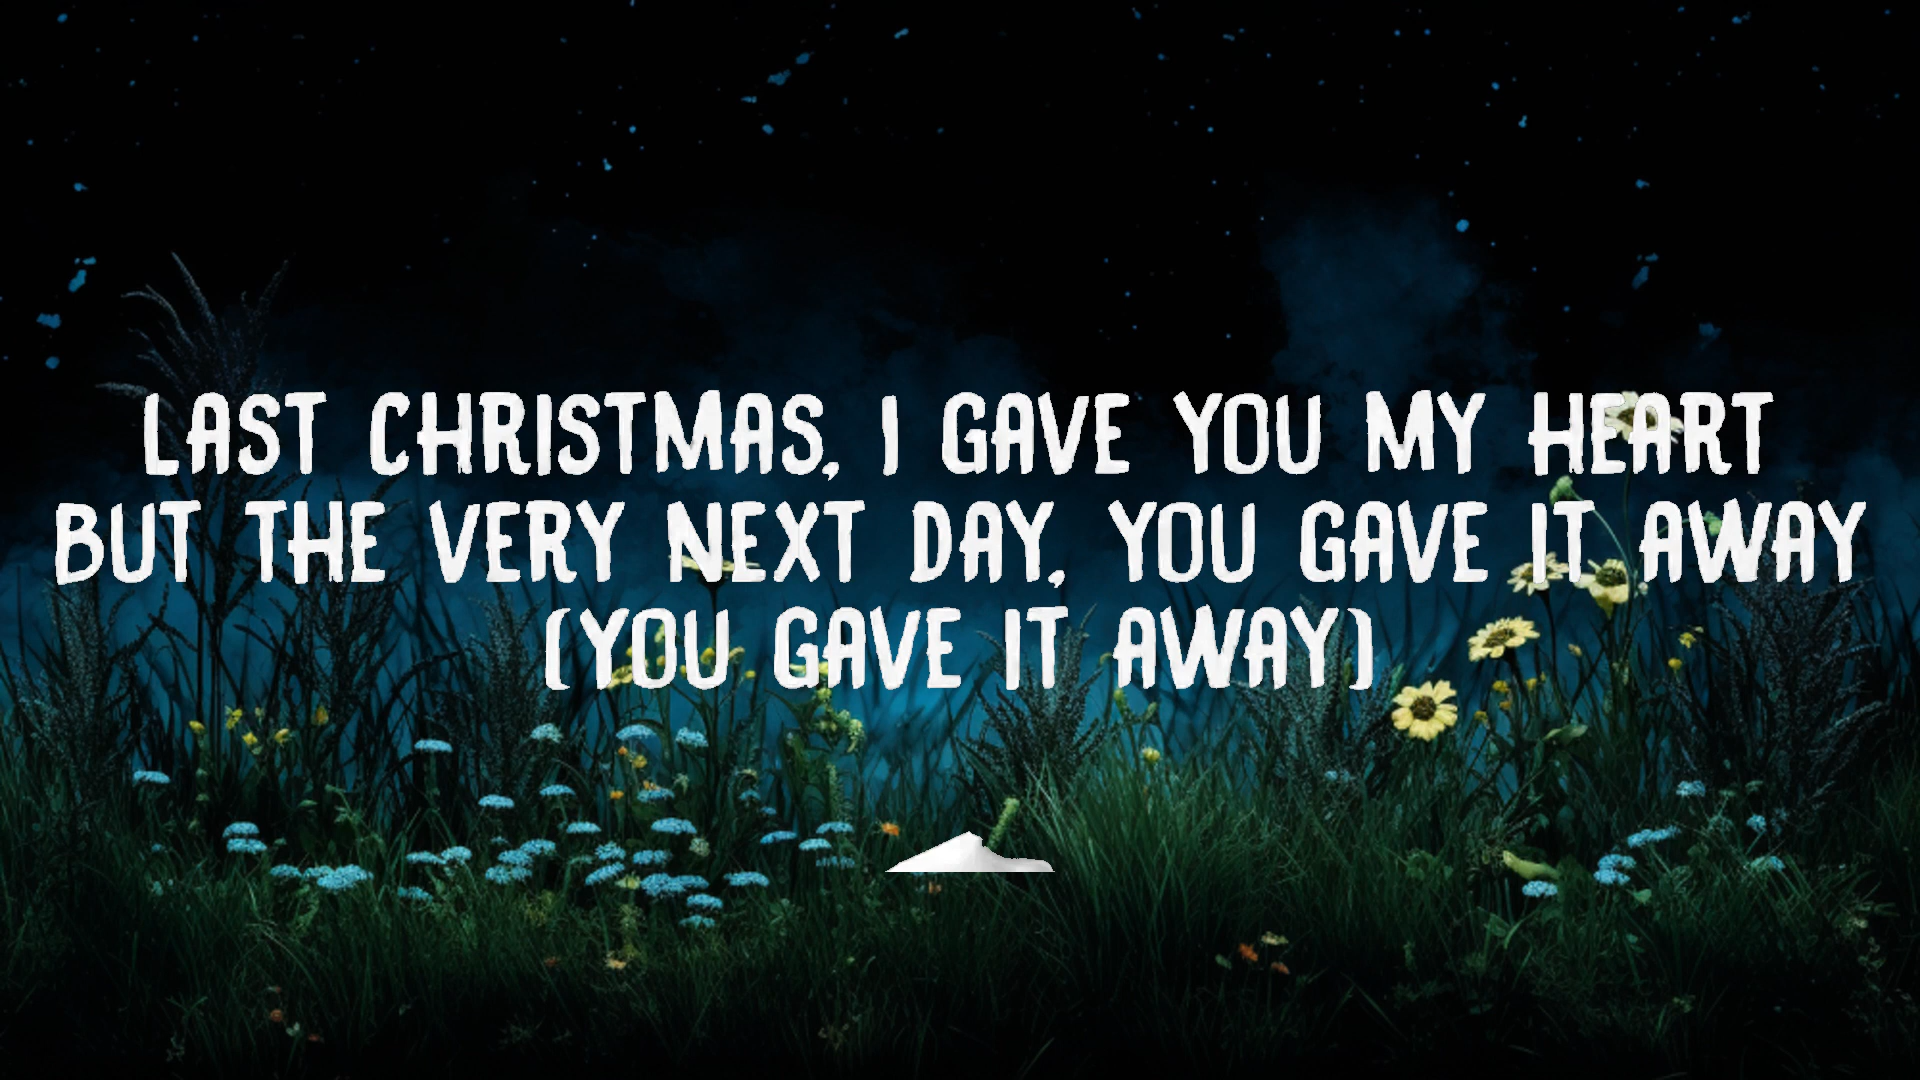 LAST CHRISTMAS, I GAVE YOU MY HEART
BUT THE VERY NEXT DAY, YOU GAVE IT AWAY
(YOU GAVE IT AWAY)